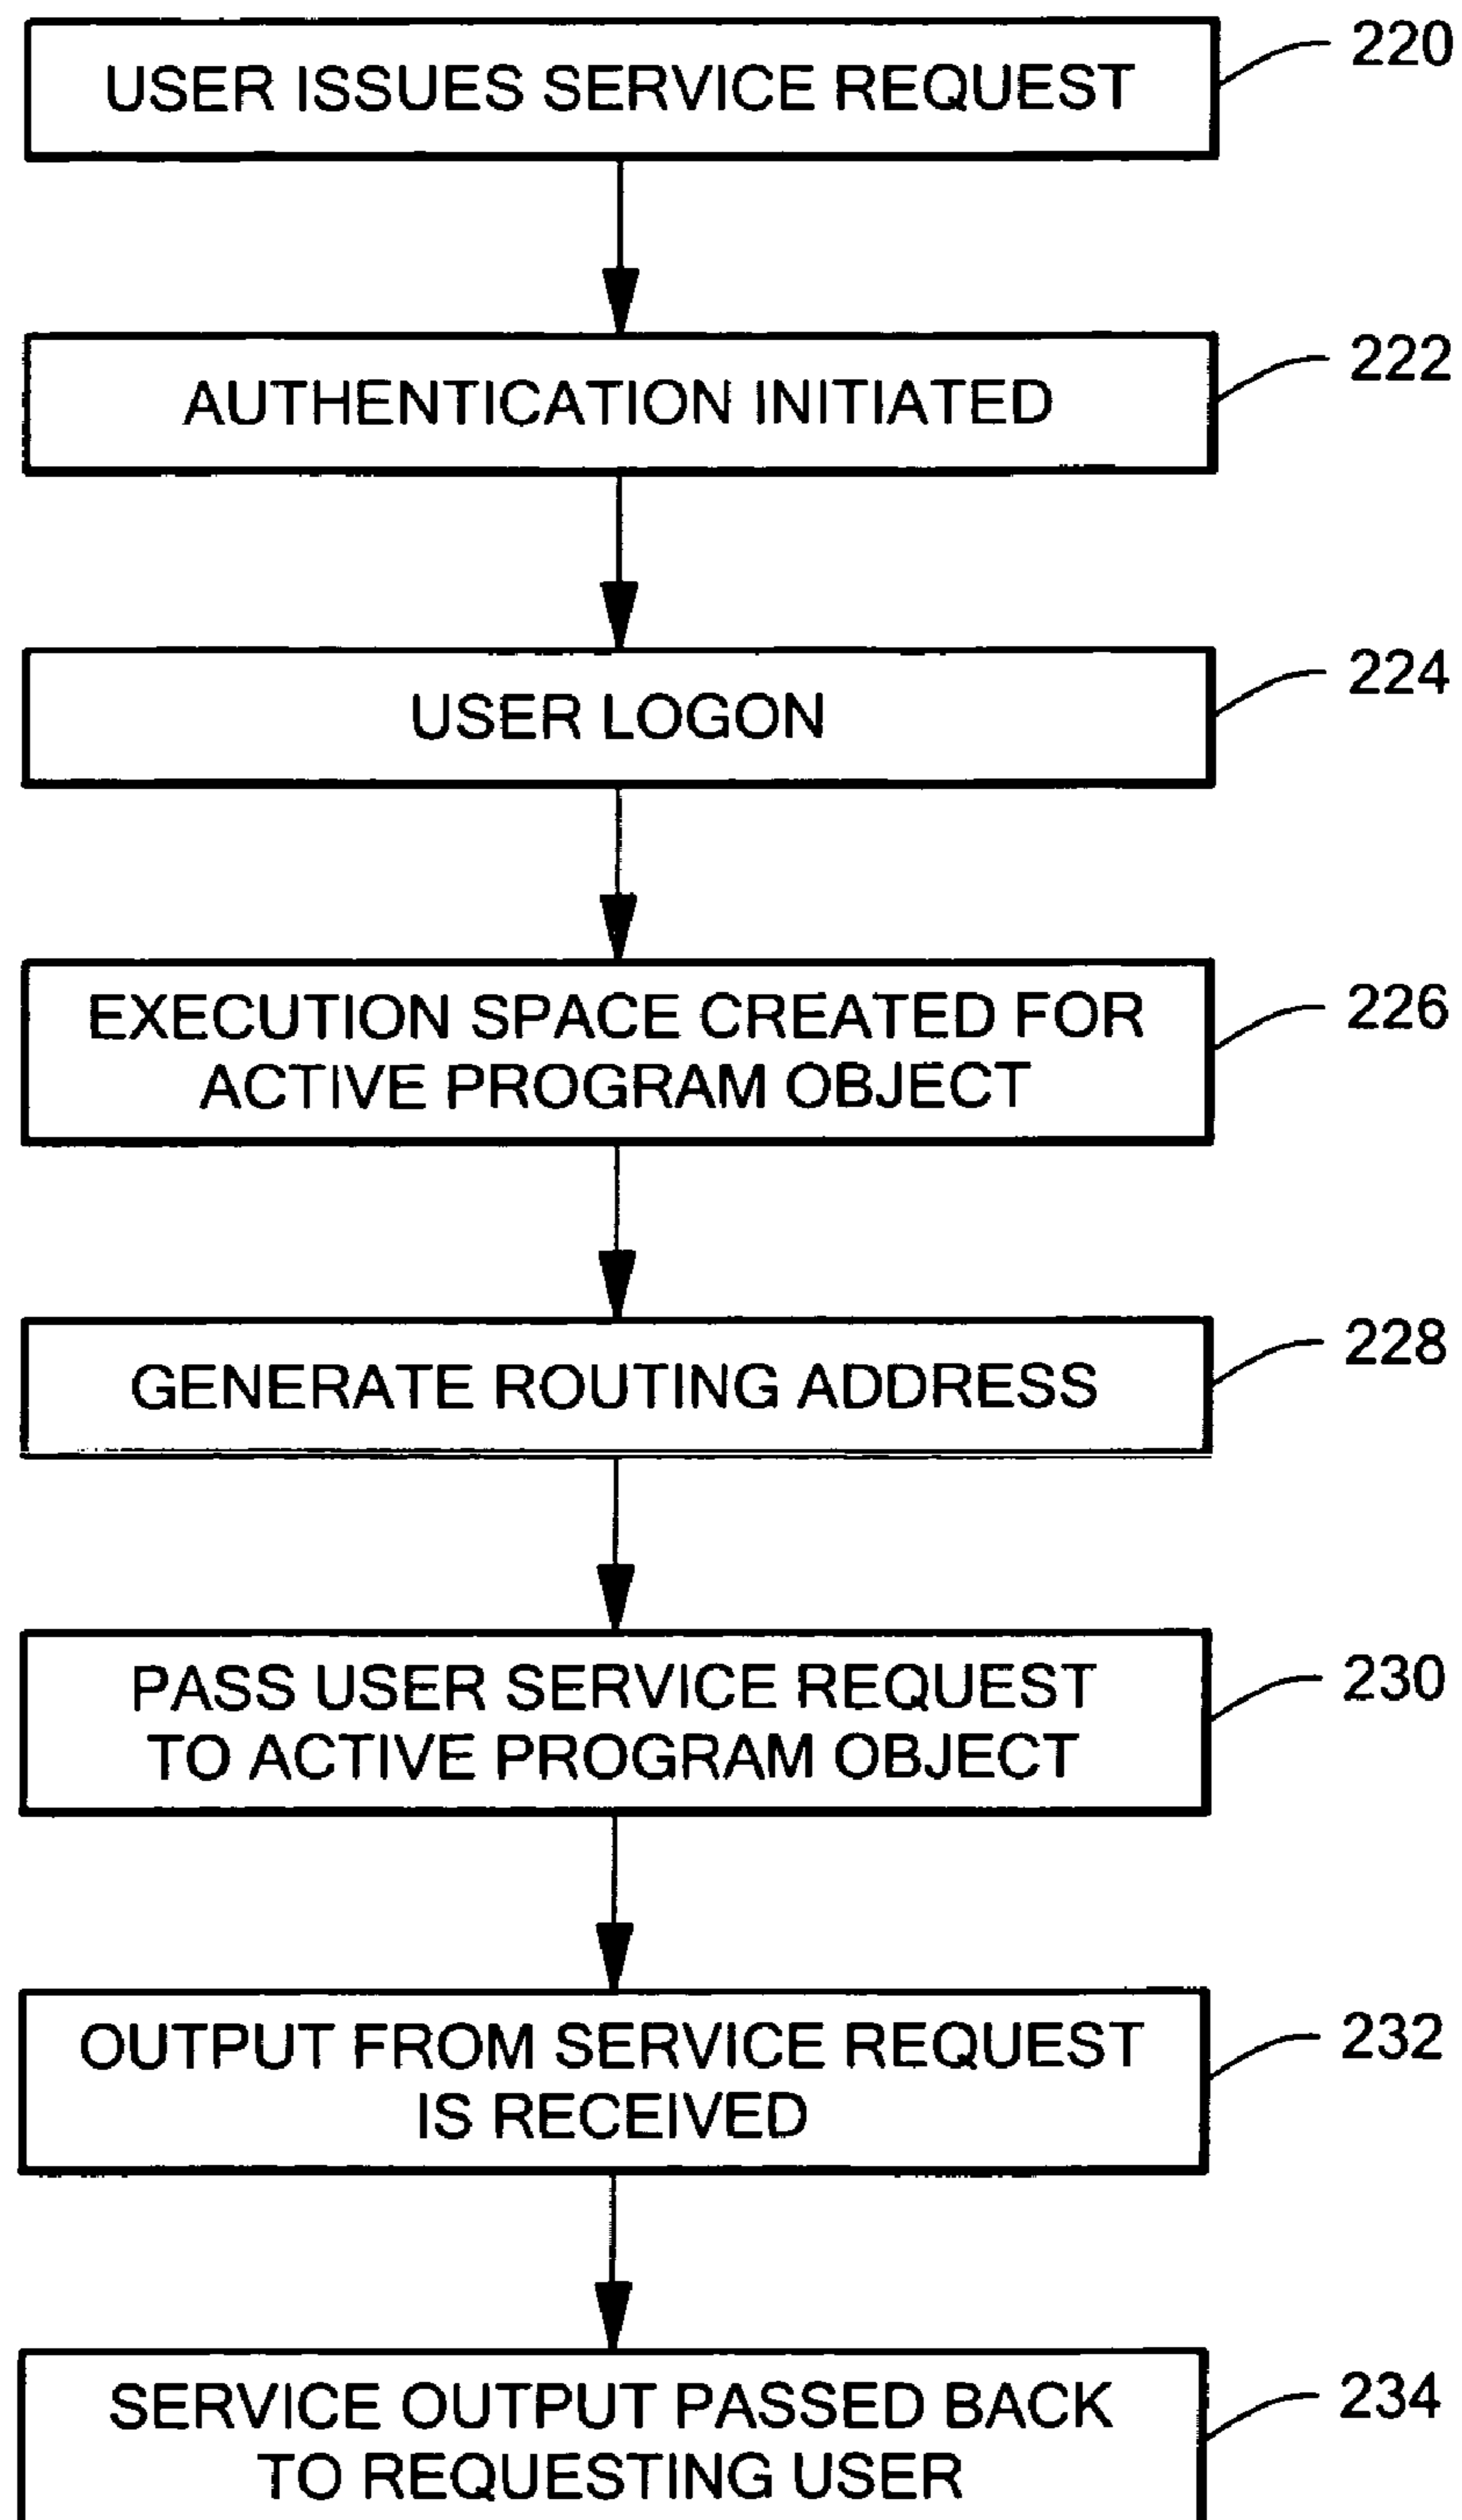 USER ISSUES SERVICE REQUEST
220
AUTHENTICATION INITIATED
222
USER LOGON
224
EXECUTION SPACE CREATED FOR
ACTIVE PROGRAM OBJECT
226
GENERATE ROUTING ADDRESS
228
PASS USER SERVICE REQUEST
TO ACTIVE PROGRAM OBJECT
230
OUTPUT FROM SERVICE REQUEST
IS RECEIVED
232
SERVICE OUTPUT PASSED BACK
TO REQUESTING USER
234